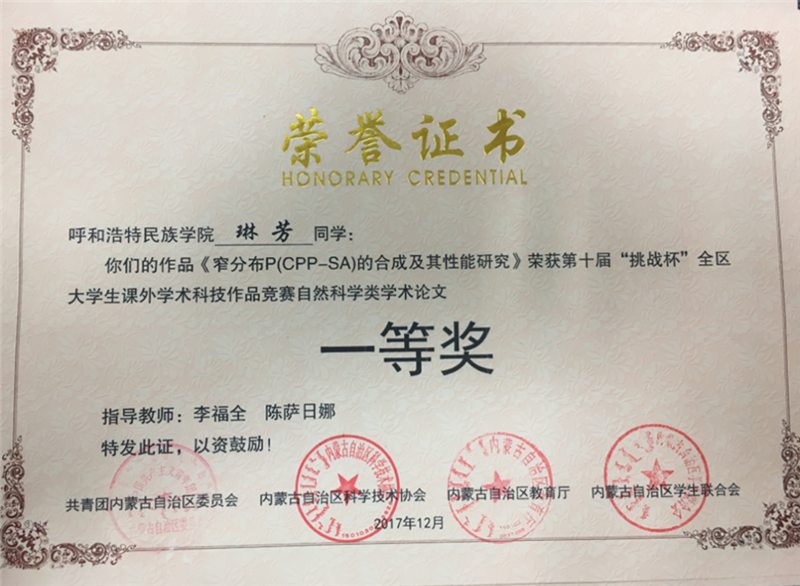 荣誉证书
HONORARY CREDENTIAL
呼和浩特民族学院 琳芳 同学：
你们的作品《窄分布P(CPP-SA)的合成及其性能研究》荣获第十届“挑战杯”全区
大学生课外学术科技作品竞赛自然科学类学术论文
一等奖
指导教师：李福全 陈萨日娜
特发此证，以资鼓励！
共青团内蒙古自治区委员会 内蒙古自治区科学技术协会 内蒙古自治区教育厅 内蒙古自治区学生联合会
2017年12月